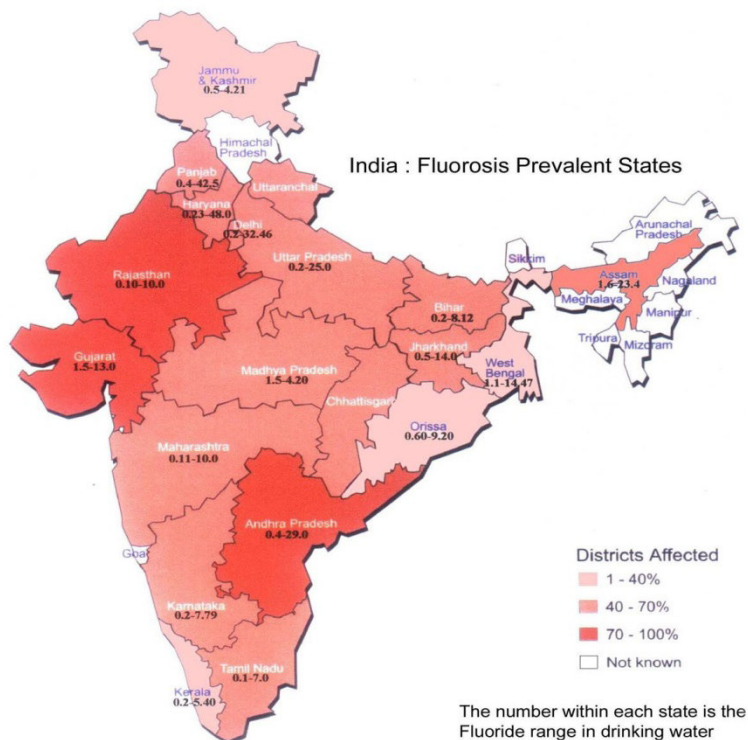 Jammu
& Kashmir
0.5-4.21
Himachal
Pradesh
India : Fluorosis Prevalent States
Panjab
0.4-42.5
Uttaranchal
Haryana
0.23-48.0
Delhi
0.2-32.46
Uttar Pradesh
0.2-25.0
Rajasthan
0.10-10.0
Sikkim
Arunachal
Pradesh
Assam
1.6-23.4
Nagaland
Meghalaya
Manipur
Tripura
Mizoram
Bihar
0.2-8.12
Gujarat
1.5-13.0
Madhya Pradesh
1.5-4.20
Jharkhand
0.5-14.0
West
Bengal
1.1-14.47
Chhattisgarh
Orissa
0.60-9.20
Maharashtra
0.11-10.0
Andhra Pradesh
0.4-29.0
Goa
Karnataka
0.2-7.79
Tamil Nadu
0.1-7.0
Kerala
0.2-5.40
Districts Affected
1 - 40%
40 - 70%
70 - 100%
Not known
The number within each state is the
Fluoride range in drinking water